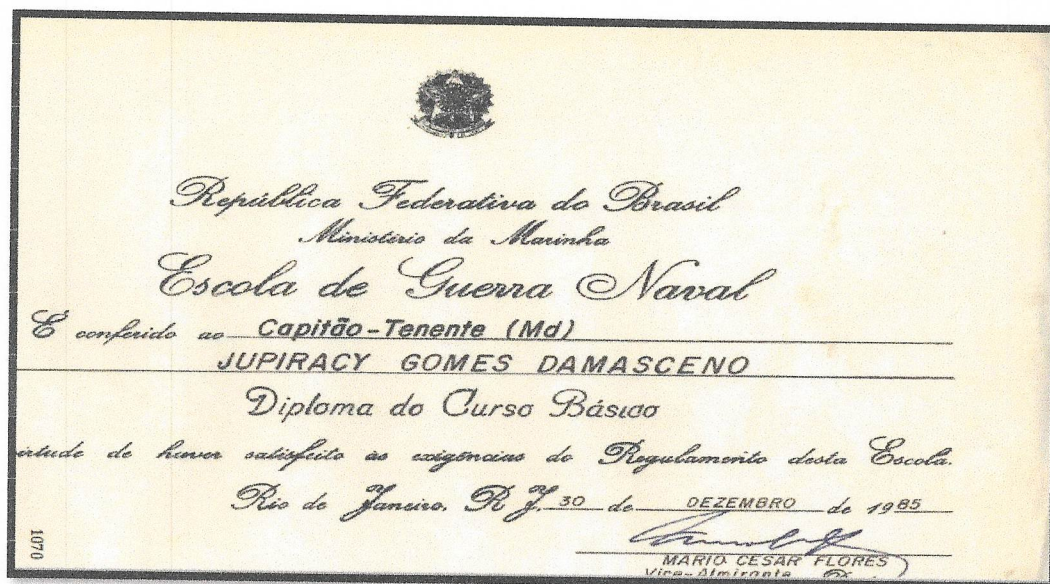 República Federativa do Brasil
Ministério da Marinha
Escola de Guerra Naval
É conferido ao Capitão-Tenente (Md)
JUPIRACY GOMES DAMASCENO
Diploma do Curso Básico
irtude de haver satisfeito as exigências do Regulamento desta Escola.
Rio de Janeiro, R J. 30 de DEZEMBRO de 1985
MARIO CESAR FLORES
Vice-Almirante
1070